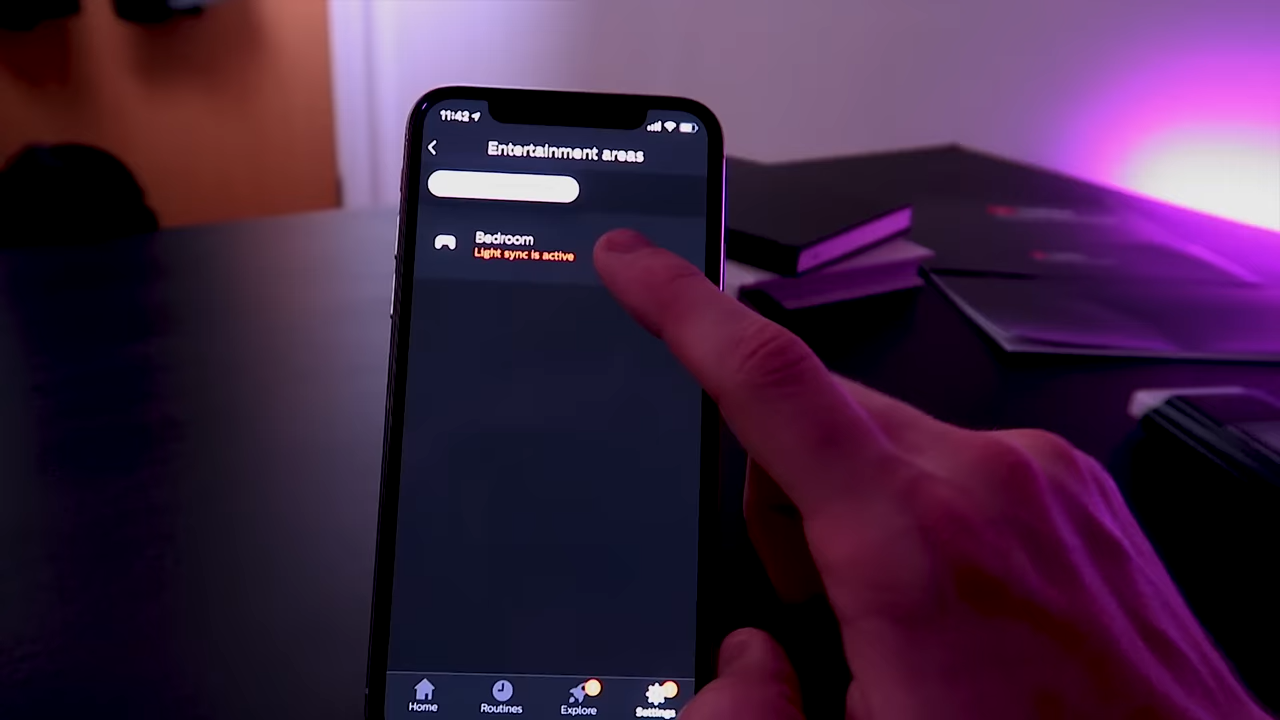 11:42
Entertainment areas
Bedroom
Light sync is active
Home
Routines
Explore
Settings